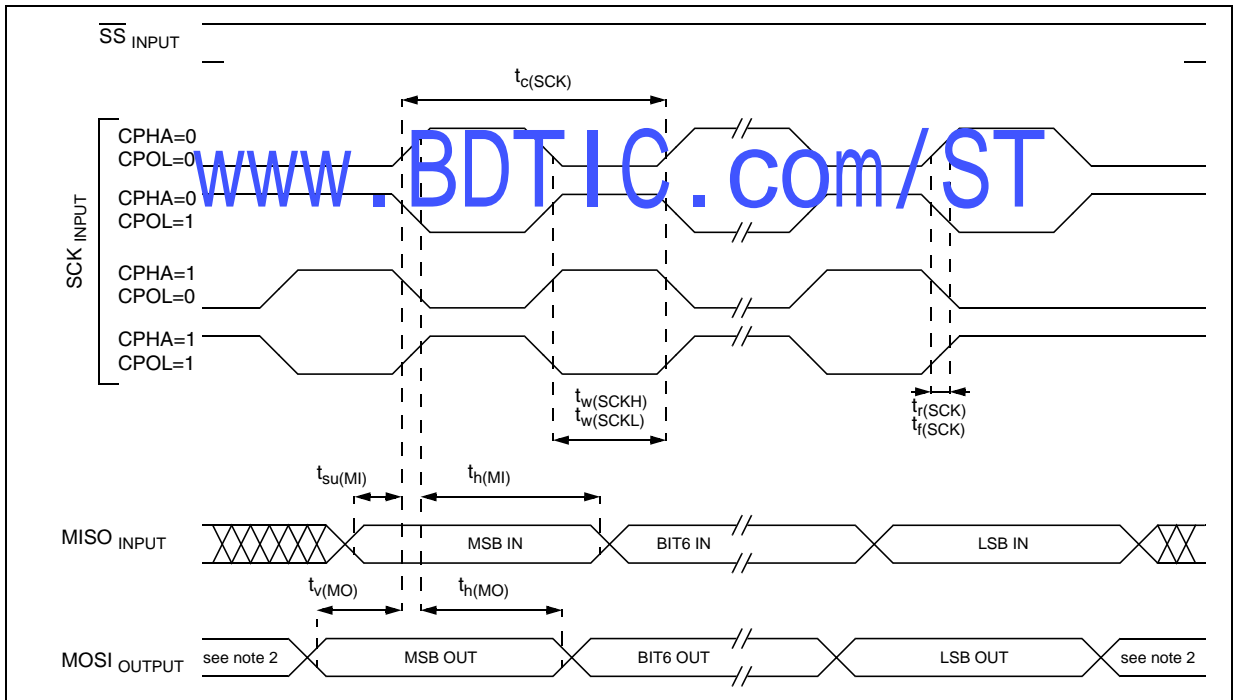 SS INPUT
tc(SCK)
SCK INPUT
CPHA=0
CPOL=0
CPHA=0
CPOL=1
CPHA=1
CPOL=0
CPHA=1
CPOL=1
www.BDTIC.com/ST
tw(SCKH)
tw(SCKL)
tr(SCK)
tf(SCK)
tsu(MI)
th(MI)
MISO INPUT
MSB IN
BIT6 IN
LSB IN
tv(MO)
th(MO)
MOSI OUTPUT
see note 2
MSB OUT
BIT6 OUT
LSB OUT
see note 2